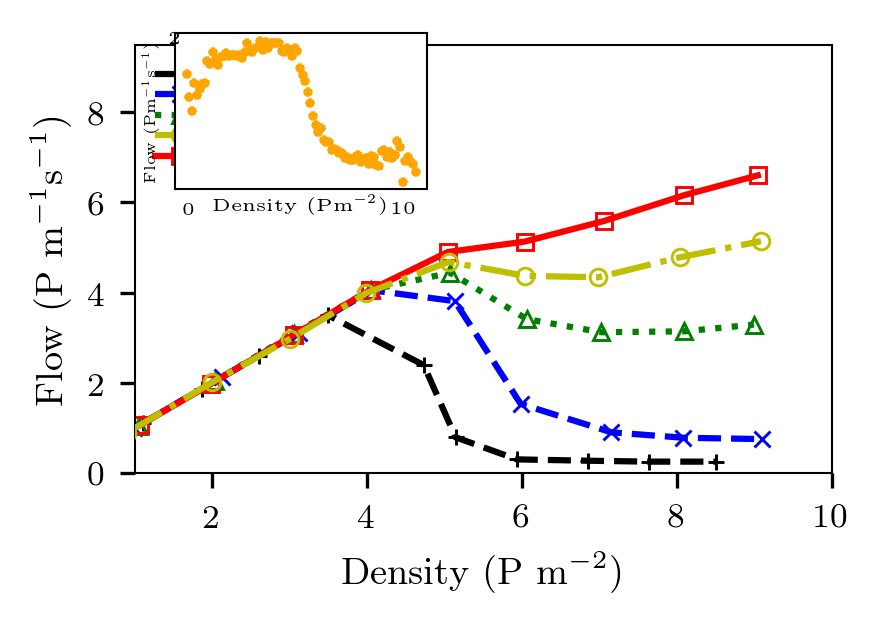 2
Flow (Pm⁻¹s⁻¹)
0 10
Density (Pm⁻²)
8
6
4
2
0
Flow (P m⁻¹s⁻¹)
2 4 6 8 10
Density (P m⁻²)